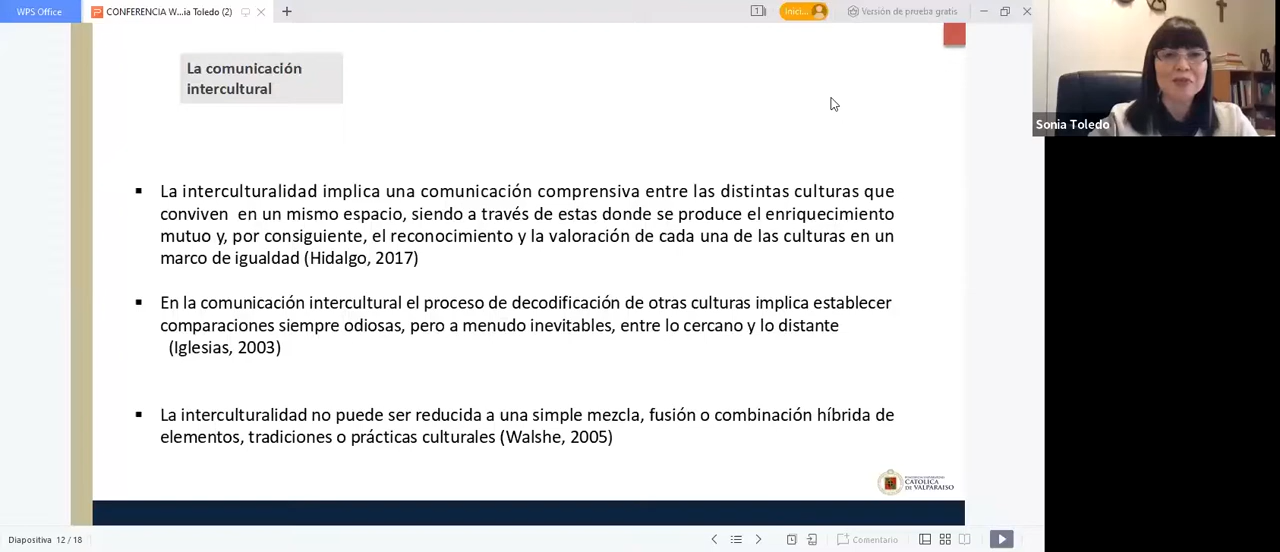 WPS Office
CONFERENCIA W...ia Toledo (2)
+
1
Inici...
Versión de prueba gratis
La comunicación
intercultural
Sonia Toledo
▪ La interculturalidad implica una comunicación comprensiva entre las distintas culturas que
conviven en un mismo espacio, siendo a través de estas donde se produce el enriquecimiento
mutuo y, por consiguiente, el reconocimiento y la valoración de cada una de las culturas en un
marco de igualdad (Hidalgo, 2017)
▪ En la comunicación intercultural el proceso de decodificación de otras culturas implica establecer
comparaciones siempre odiosas, pero a menudo inevitables, entre lo cercano y lo distante
(Iglesias, 2003)
▪ La interculturalidad no puede ser reducida a una simple mezcla, fusión o combinación híbrida de
elementos, tradiciones o prácticas culturales (Walshe, 2005)
CATOLICA
DE VALPARAISO
Diapositiva 12 / 18
Comentario